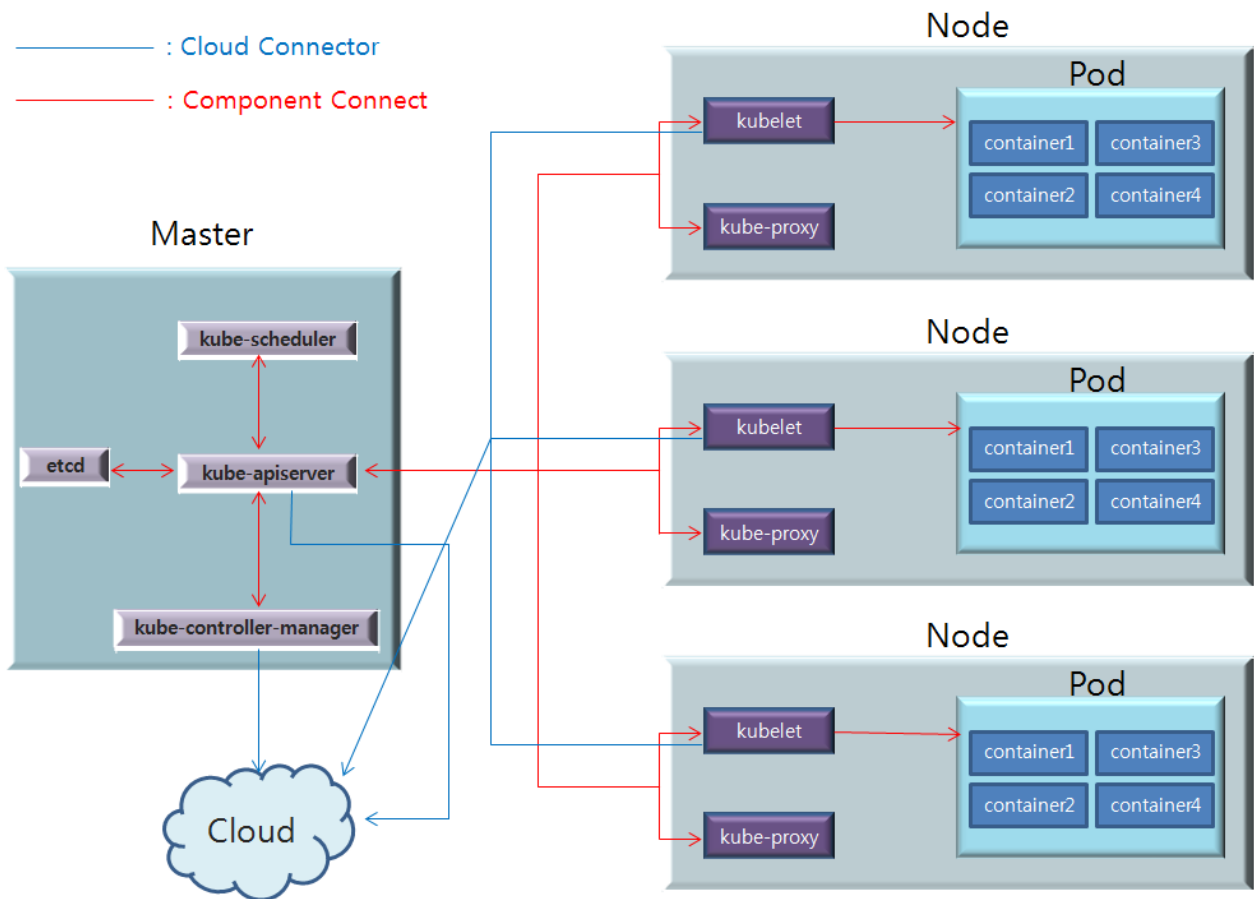 : Cloud Connector
: Component Connect
Master
kube-scheduler
etcd
kube-apiserver
kube-controller-manager
Cloud
Node
Pod
kubelet
kube-proxy
container1
container3
container2
container4
Node
Pod
kubelet
kube-proxy
container1
container3
container2
container4
Node
Pod
kubelet
kube-proxy
container1
container3
container2
container4